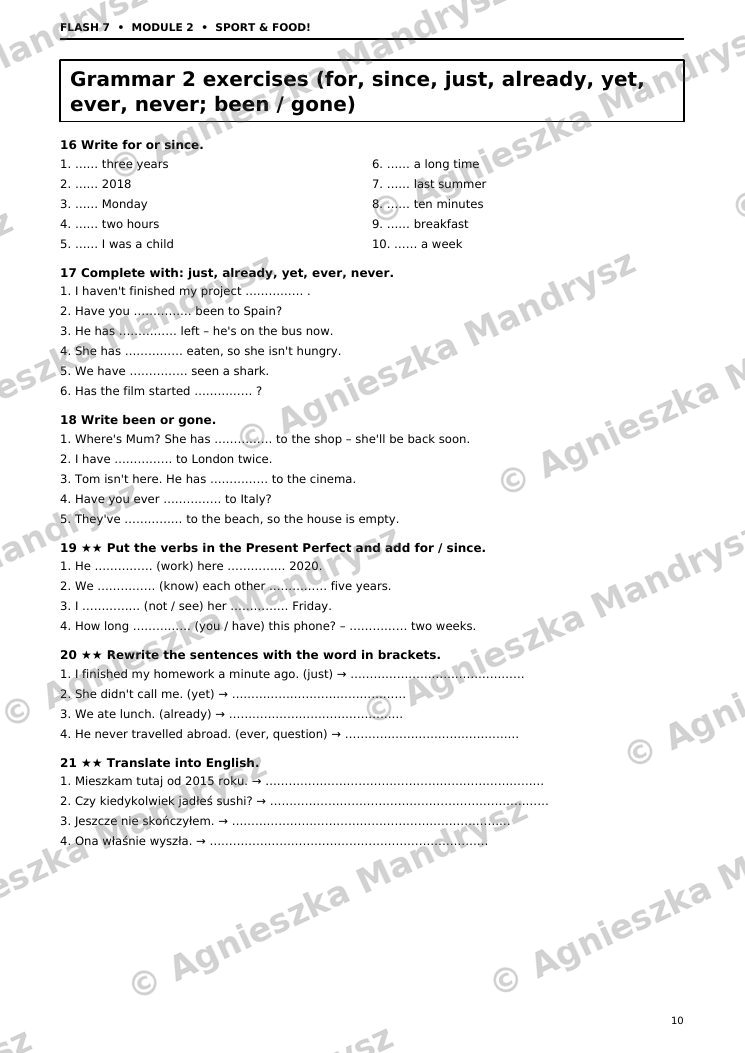 FLASH 7 • MODULE 2 • SPORT & FOOD!
Grammar 2 exercises (for, since, just, already, yet,
ever, never; been / gone)
16 Write for or since.
1. …… three years
2. …… 2018
3. …… Monday
4. …… two hours
5. …… I was a child
6. …… a long time
7. …… last summer
8. …… ten minutes
9. …… breakfast
10. …… a week
17 Complete with: just, already, yet, ever, never.
1. I haven't finished my project …………… .
2. Have you …………… been to Spain?
3. He has …………… left – he's on the bus now.
4. She has …………… eaten, so she isn't hungry.
5. We have …………… seen a shark.
6. Has the film started …………… ?
18 Write been or gone.
1. Where's Mum? She has …………… to the shop – she'll be back soon.
2. I have …………… to London twice.
3. Tom isn't here. He has …………… to the cinema.
4. Have you ever …………… to Italy?
5. They've …………… to the beach, so the house is empty.
19 ★★ Put the verbs in the Present Perfect and add for / since.
1. He …………… (work) here …………… 2020.
2. We …………… (know) each other …………… five years.
3. I …………… (not / see) her …………… Friday.
4. How long …………… (you / have) this phone? – …………… two weeks.
20 ★★ Rewrite the sentences with the word in brackets.
1. I finished my homework a minute ago. (just) → ………………………………………
2. She didn't call me. (yet) → ………………………………………
3. We ate lunch. (already) → ………………………………………
4. He never travelled abroad. (ever, question) → ………………………………………
21 ★★ Translate into English.
1. Mieszkam tutaj od 2015 roku. → ………………………………………………………………
2. Czy kiedykolwiek jadłeś sushi? → ………………………………………………………………
3. Jeszcze nie skończyłem. → ………………………………………………………………
4. Ona właśnie wyszła. → ………………………………………………………………
10
© Agnieszka Mandrysz